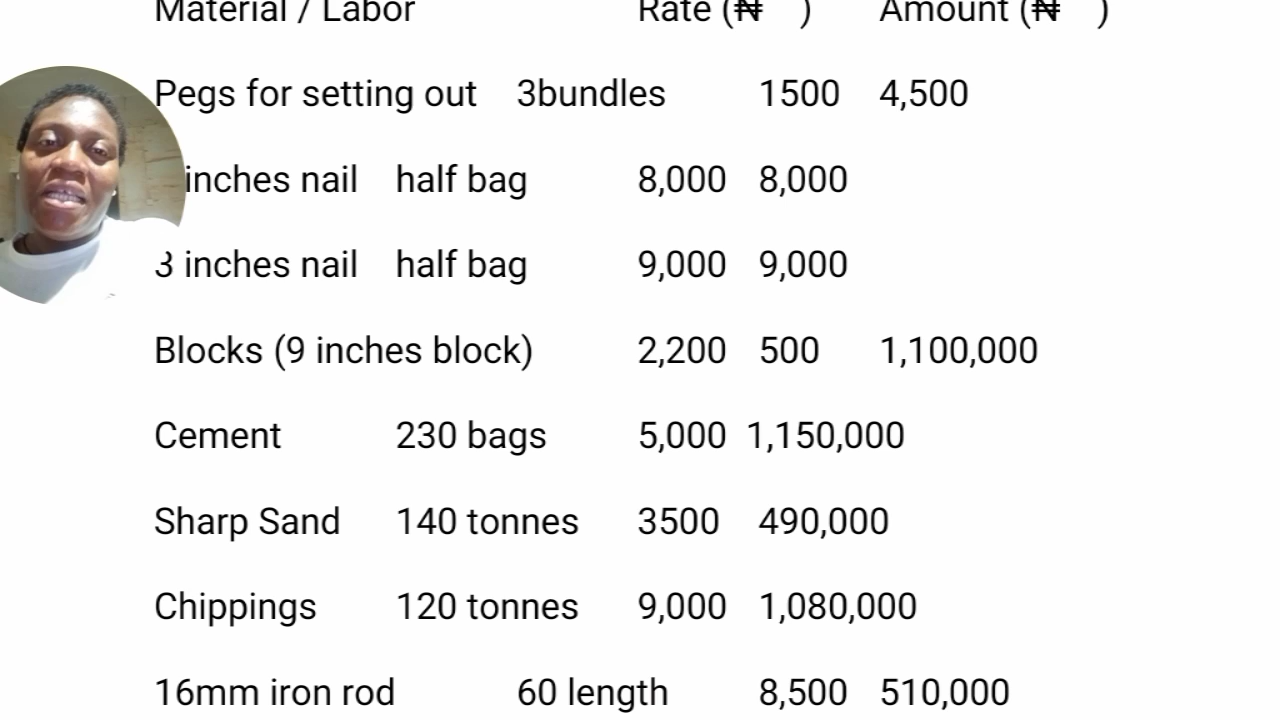 Material / Labor Rate (₦ ) Amount (₦ )
Pegs for setting out 3bundles 1500 4,500
inches nail half bag 8,000 8,000
3 inches nail half bag 9,000 9,000
Blocks (9 inches block) 2,200 500 1,100,000
Cement 230 bags 5,000 1,150,000
Sharp Sand 140 tonnes 3500 490,000
Chippings 120 tonnes 9,000 1,080,000
16mm iron rod 60 length 8,500 510,000